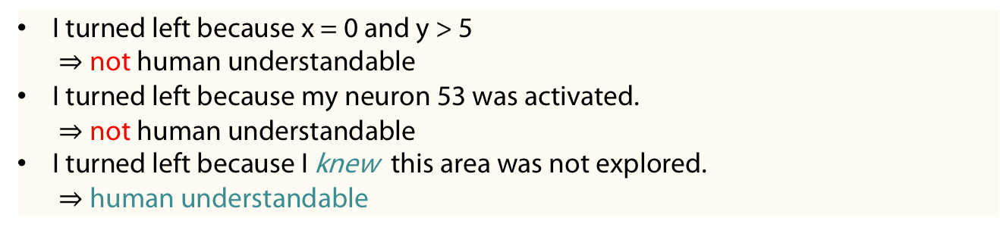 • I turned left because x = 0 and y > 5
⇒ not human understandable
• I turned left because my neuron 53 was activated.
⇒ not human understandable
• I turned left because I knew this area was not explored.
⇒ human understandable